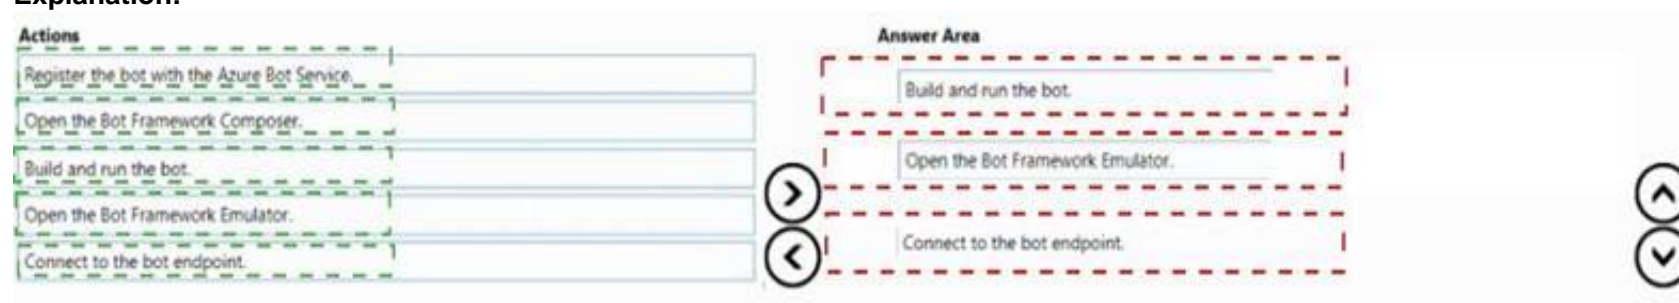 Explanation:
Actions
Register the bot with the Azure Bot Service.
Open the Bot Framework Composer.
Build and run the bot.
Open the Bot Framework Emulator.
Connect to the bot endpoint.
Answer Area
Build and run the bot.
Open the Bot Framework Emulator.
Connect to the bot endpoint.